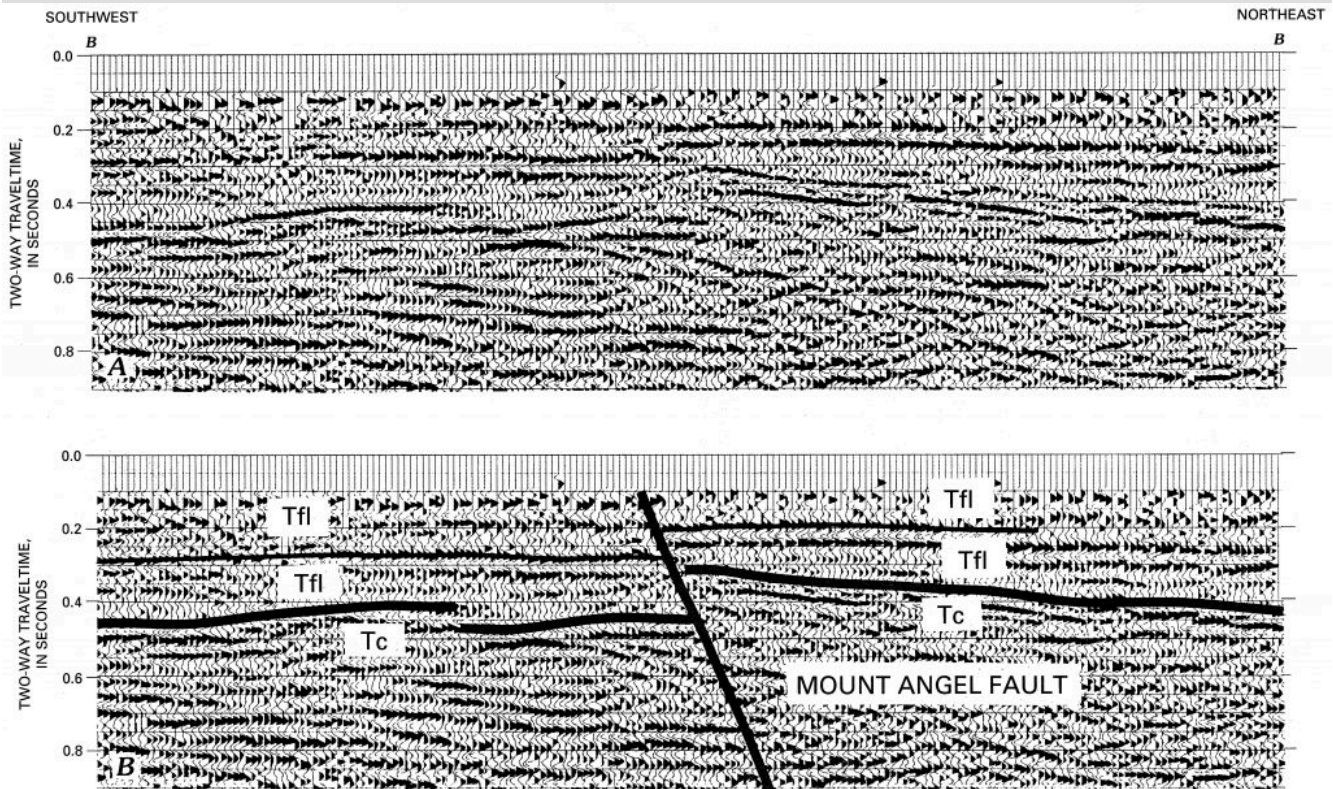 SOUTHWEST
NORTHEAST
B
B
0.0
0.2
0.4
0.6
0.8
TWO-WAY TRAVELTIME,
IN SECONDS
A
0.0
0.2
0.4
0.6
0.8
TWO-WAY TRAVELTIME,
IN SECONDS
Tfl
Tfl
Tfl
Tfl
Tc
Tc
MOUNT ANGEL FAULT
B